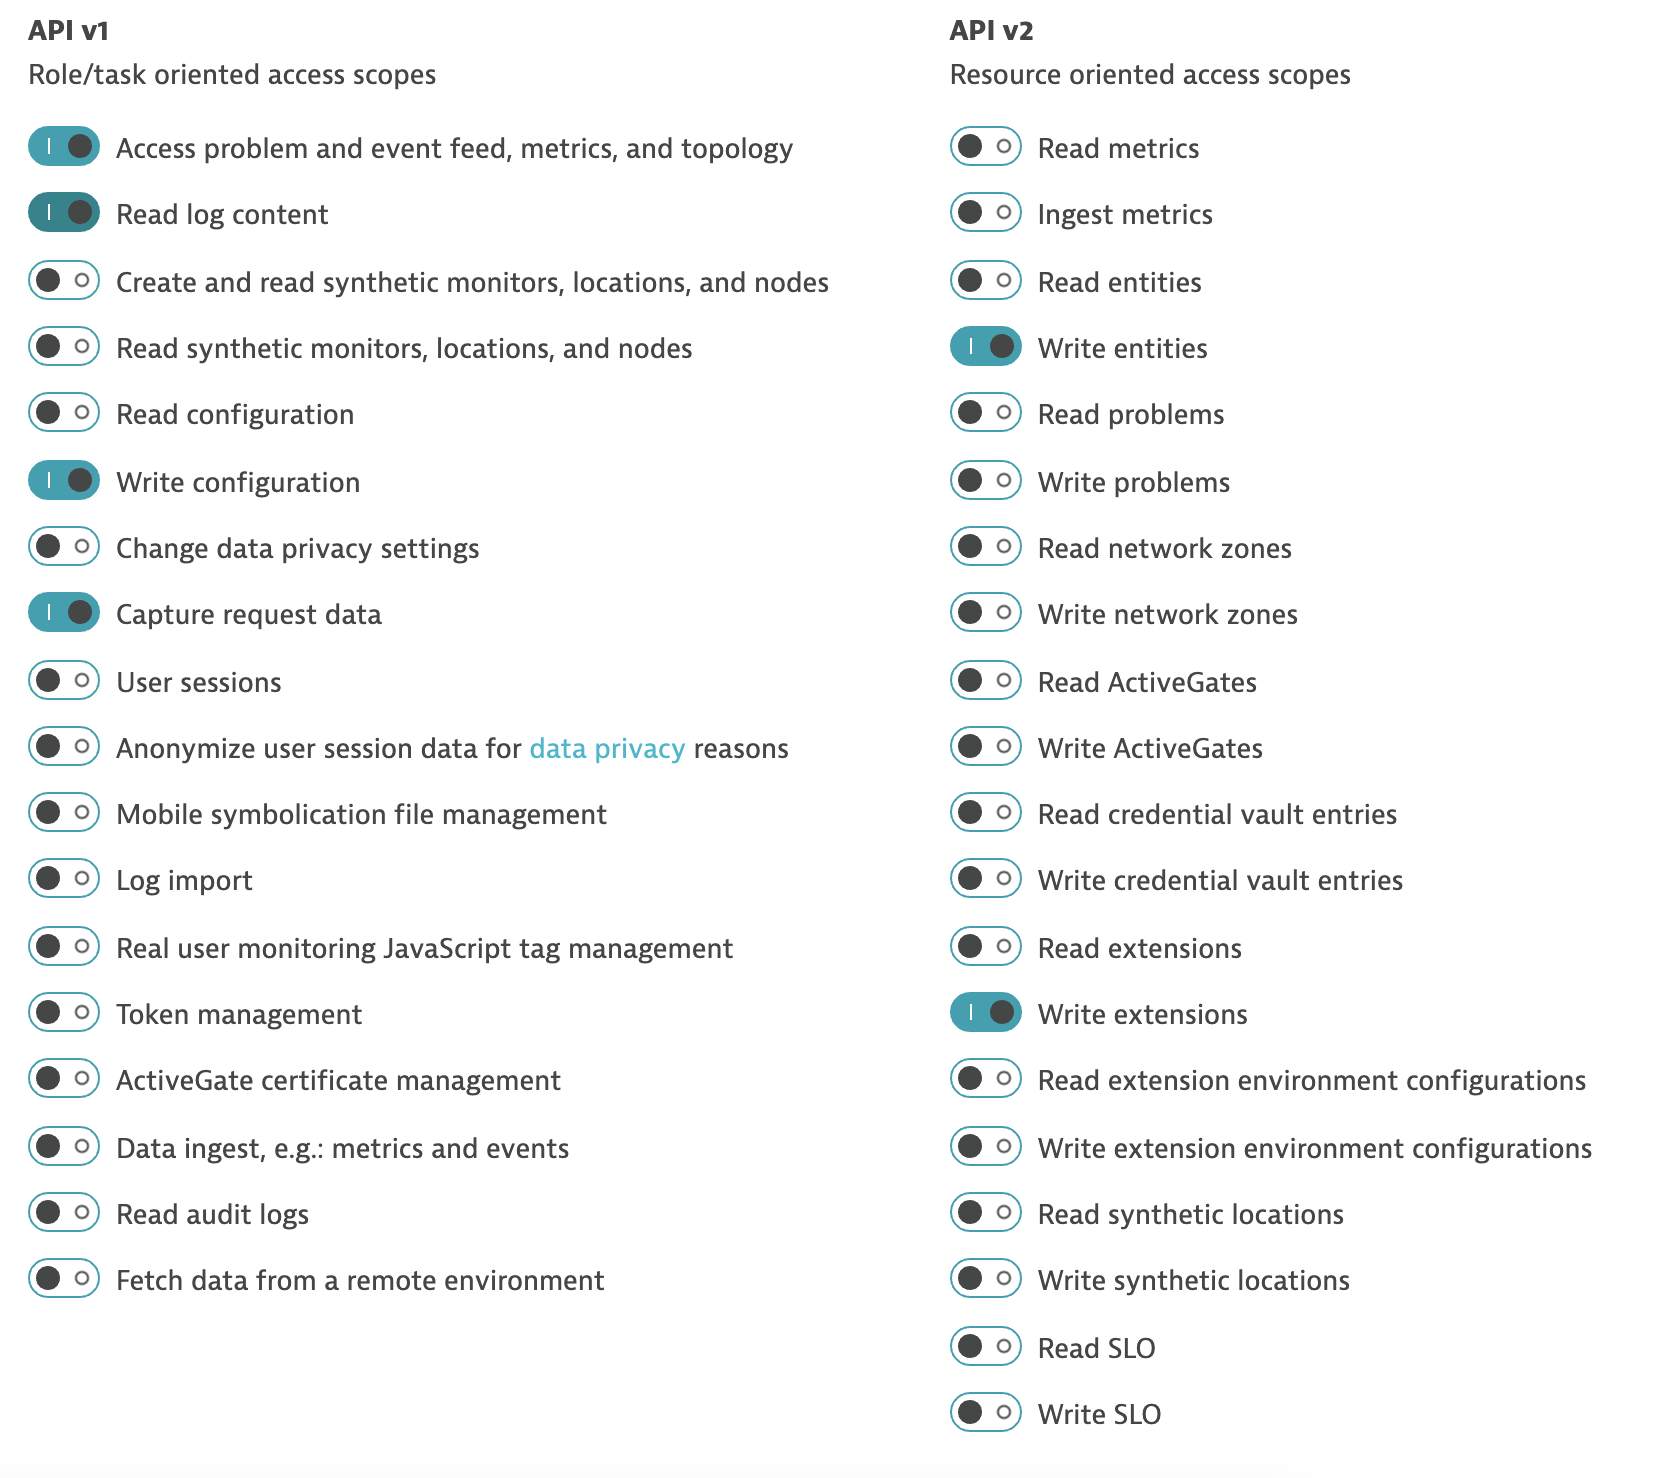 API v1
Role/task oriented access scopes
Access problem and event feed, metrics, and topology
Read log content
Create and read synthetic monitors, locations, and nodes
Read synthetic monitors, locations, and nodes
Read configuration
Write configuration
Change data privacy settings
Capture request data
User sessions
Anonymize user session data for data privacy reasons
Mobile symbolication file management
Log import
Real user monitoring JavaScript tag management
Token management
ActiveGate certificate management
Data ingest, e.g.: metrics and events
Read audit logs
Fetch data from a remote environment
API v2
Resource oriented access scopes
Read metrics
Ingest metrics
Read entities
Write entities
Read problems
Write problems
Read network zones
Write network zones
Read ActiveGates
Write ActiveGates
Read credential vault entries
Write credential vault entries
Read extensions
Write extensions
Read extension environment configurations
Write extension environment configurations
Read synthetic locations
Write synthetic locations
Read SLO
Write SLO